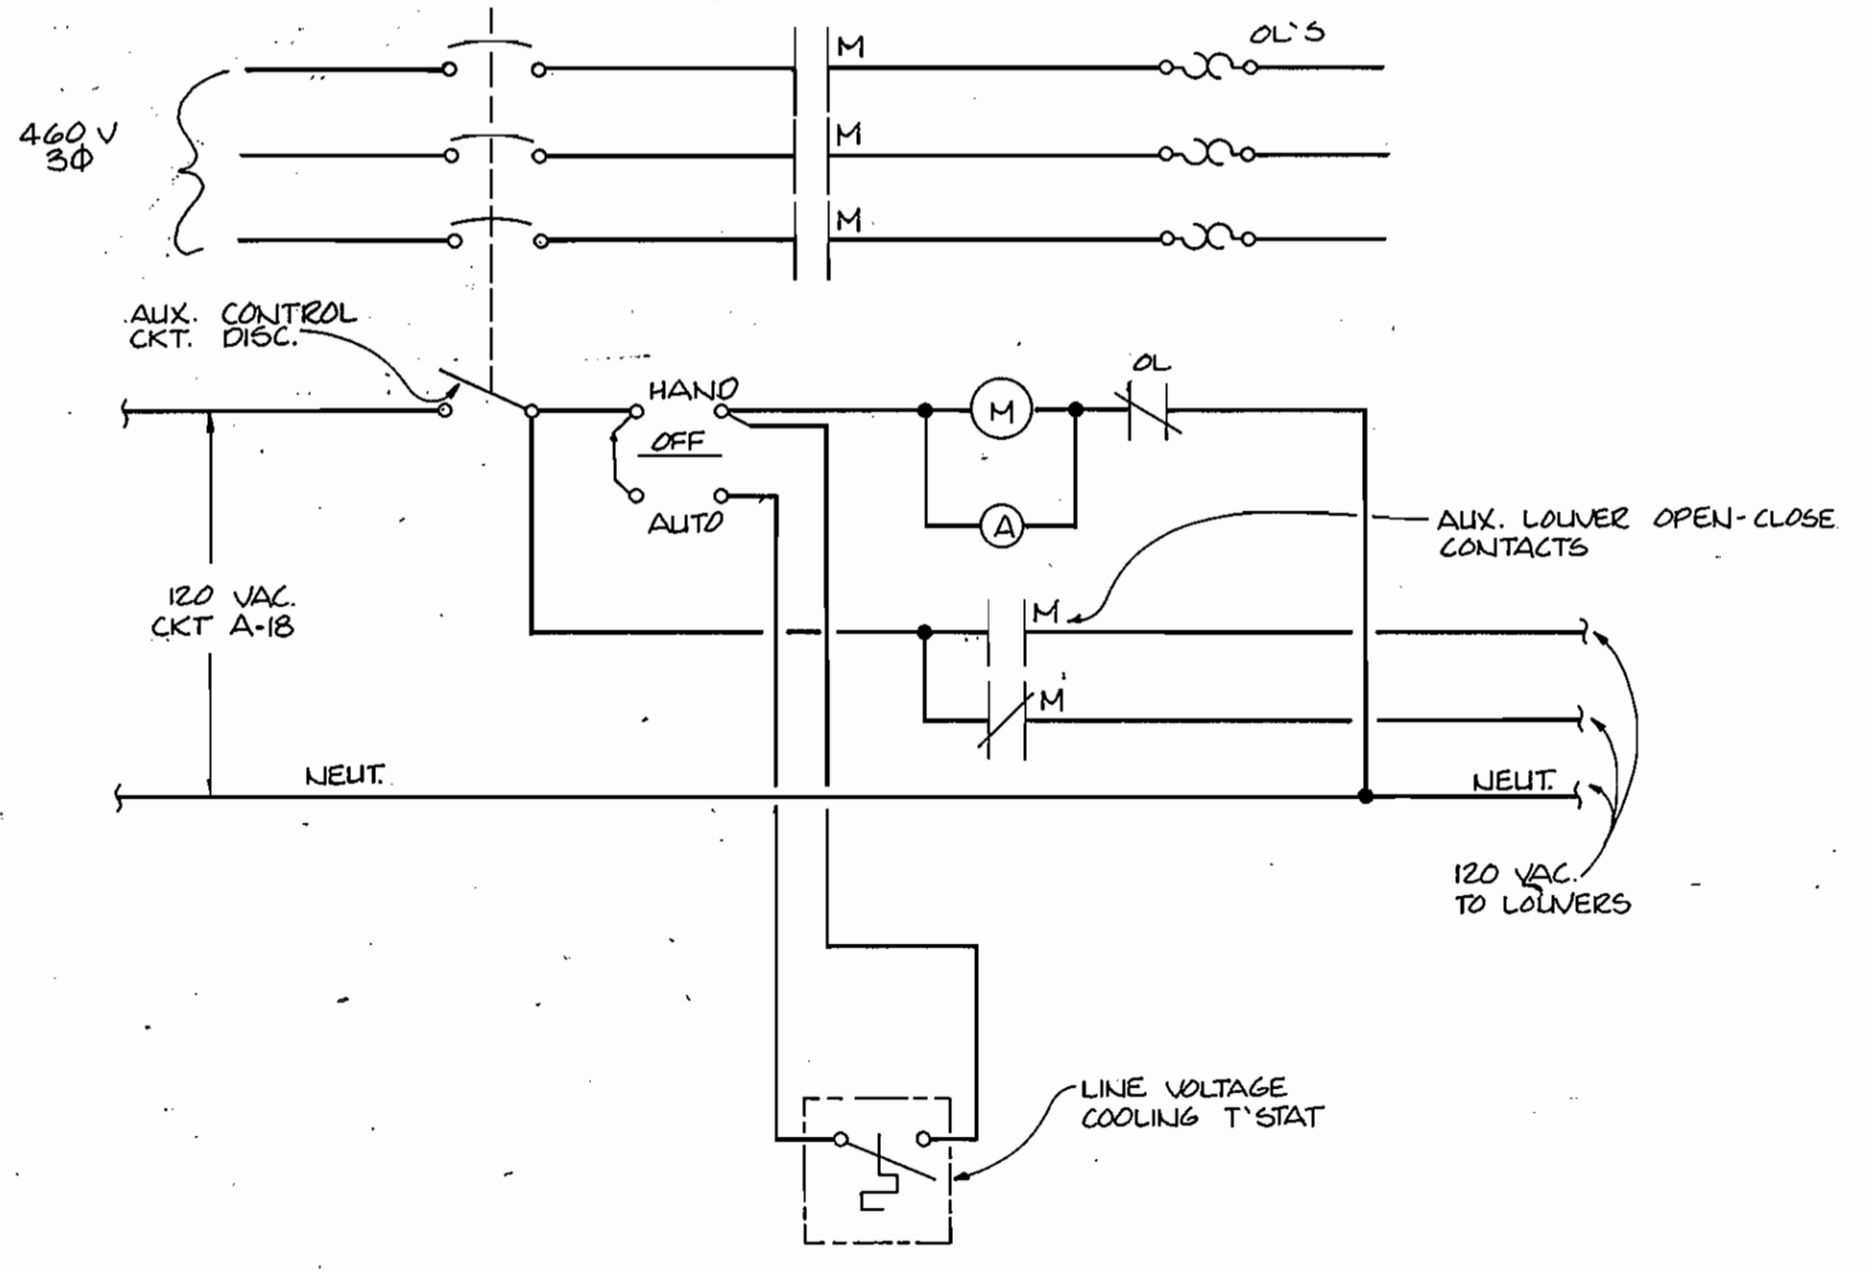 OL'S
M
460 V
3Φ
M
M
AUX. CONTROL
CKT. DISC.
HAND
OFF
AUTO
M
OL
A
AUX. LOUVER OPEN-CLOSE
CONTACTS
120 VAC.
CKT A-18
M
M
NEUT.
NEUT.
120 VAC.
TO LOUVERS
LINE VOLTAGE
COOLING T'STAT